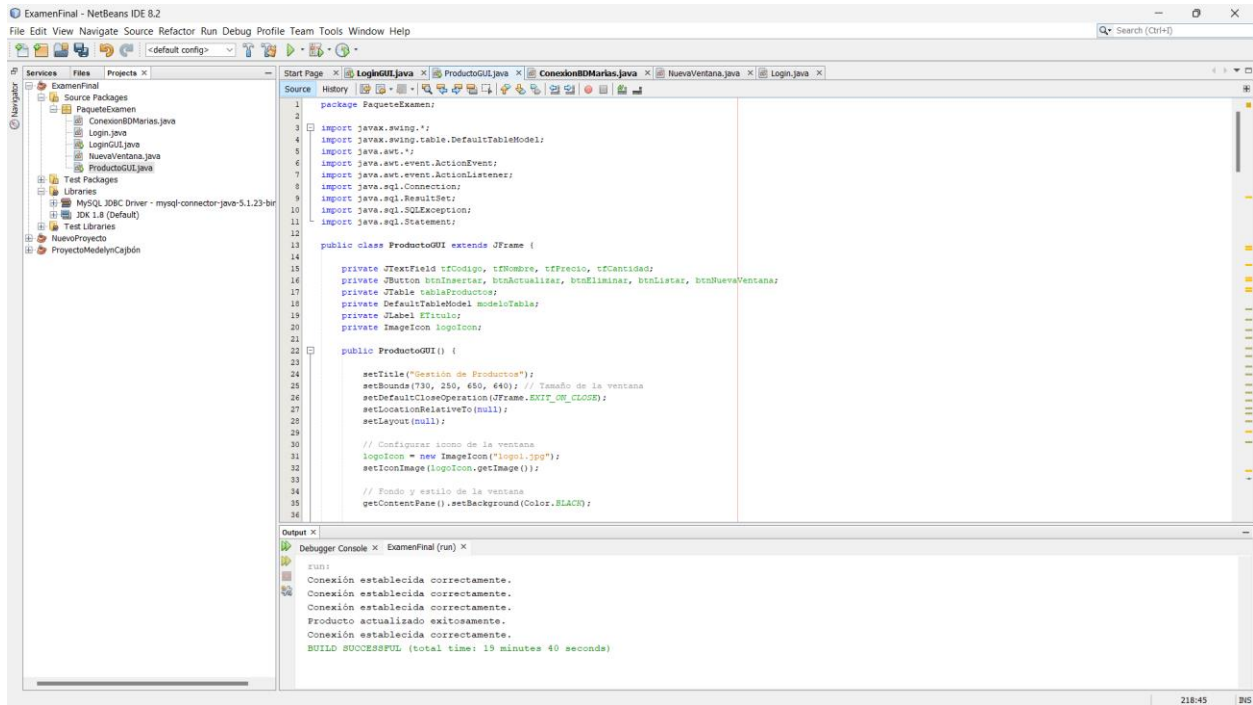 ExamenFinal - NetBeans IDE 8.2
File Edit View Navigate Source Refactor Run Debug Profile Team Tools Window Help
Search (Ctrl+I)
<default config>
Services Files Projects
Navigator
ExamenFinal
Source Packages
PaqueteExamen
ConexionBDMarias.java
Login.java
LoginGUI.java
NuevaVentana.java
ProductoGUI.java
Test Packages
Libraries
MySQL JDBC Driver - mysql-connector-java-5.1.23-bin
JDK 1.8 (Default)
Test Libraries
NuevoProyecto
ProyectoMedelynCajbón
Start Page LoginGUI.java ProductoGUI.java ConexionBDMarias.java NuevaVentana.java Login.java
Source History
1 package PaqueteExamen;
2
3 import javax.swing.*;
4 import javax.swing.table.DefaultTableModel;
5 import java.awt.*;
6 import java.awt.event.ActionEvent;
7 import java.awt.event.ActionListener;
8 import java.sql.Connection;
9 import java.sql.ResultSet;
10 import java.sql.SQLException;
11 import java.sql.Statement;
12
13 public class ProductoGUI extends JFrame {
14
15 private JTextField tfCodigo, tfNombre, tfPrecio, tfCantidad;
16 private JButton btnInsertar, btnActualizar, btnEliminar, btnListar, btnNuevaVentana;
17 private JTable tablaProductos;
18 private DefaultTableModel modeloTabla;
19 private JLabel ETitulo;
20 private ImageIcon logoIcon;
21
22 public ProductoGUI() {
23
24 setTitle("Gestión de Productos");
25 setBounds(730, 250, 650, 640); // Tamaño de la ventana
26 setDefaultCloseOperation(JFrame.EXIT_ON_CLOSE);
27 setLocationRelativeTo(null);
28 setLayout(null);
29
30 // Configurar icono de la ventana
31 logoIcon = new ImageIcon("logo1.jpg");
32 setIconImage(logoIcon.getImage());
33
34 // Fondo y estilo de la ventana
35 getContentPane().setBackground(Color.BLACK);
36
Output
Debugger Console ExamenFinal (run)
run:
Conexión establecida correctamente.
Conexión establecida correctamente.
Conexión establecida correctamente.
Producto actualizado exitosamente.
Conexión establecida correctamente.
BUILD SUCCESSFUL (total time: 19 minutes 40 seconds)
218:45 INS